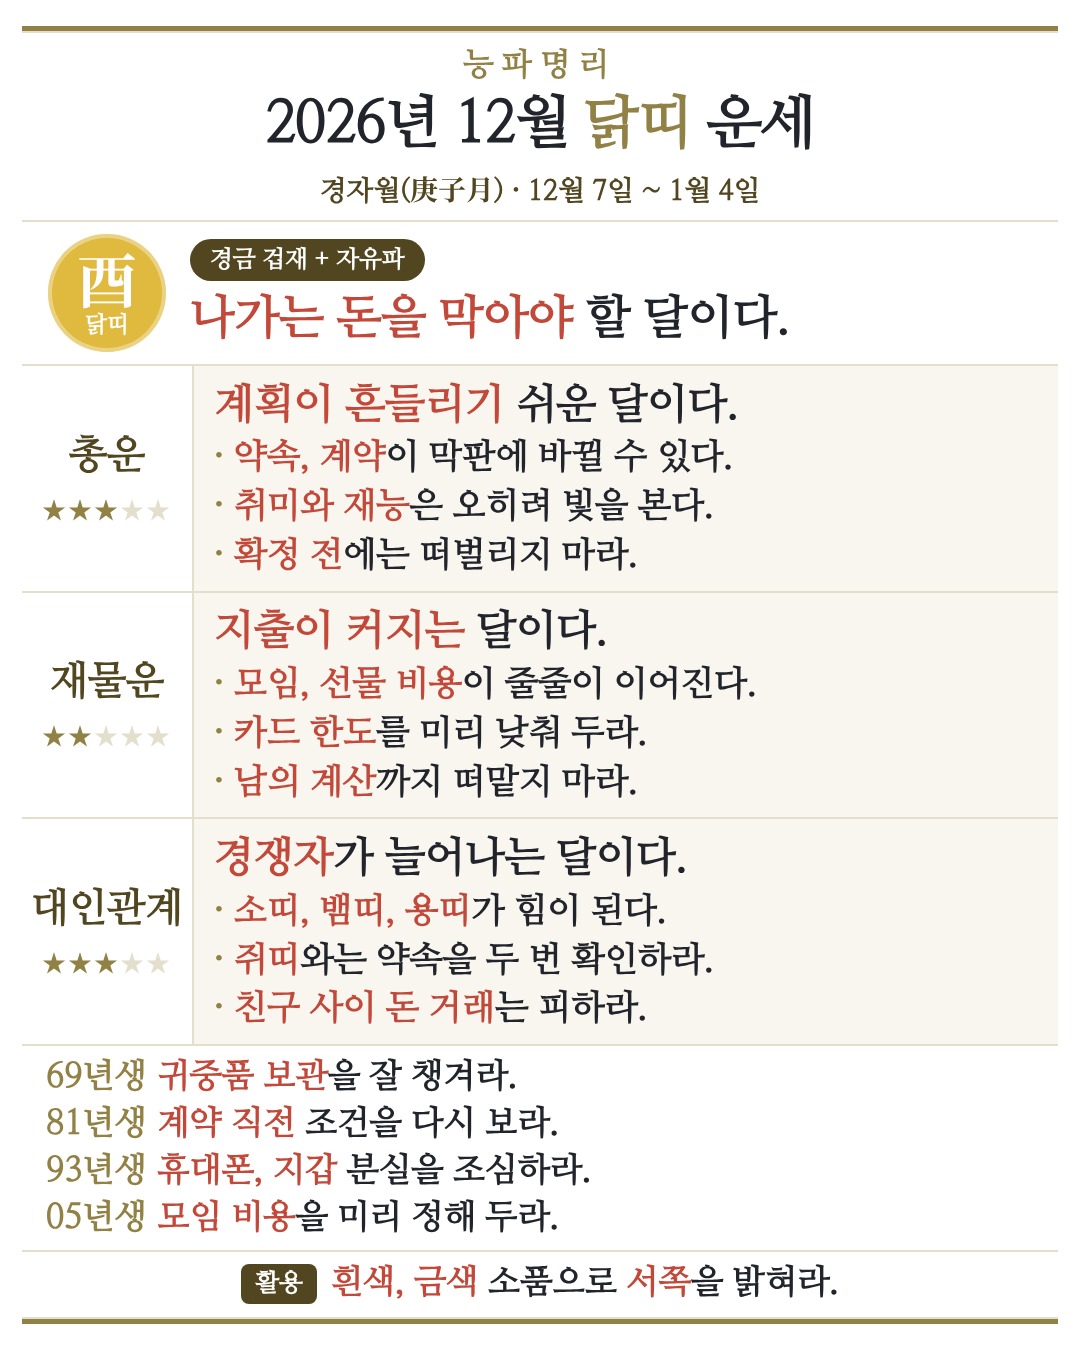 능파명리
2026년 12월 닭띠 운세
경자월(庚子月) · 12월 7일 ~ 1월 4일
酉
닭띠
경금 겁재 + 자유파
나가는 돈을 막아야 할 달이다.
총운
★★★★★
계획이 흔들리기 쉬운 달이다.
· 약속, 계약이 막판에 바뀔 수 있다.
· 취미와 재능은 오히려 빛을 본다.
· 확정 전에는 떠벌리지 마라.
재물운
★★★★★
지출이 커지는 달이다.
· 모임, 선물 비용이 줄줄이 이어진다.
· 카드 한도를 미리 낮춰 두라.
· 남의 계산까지 떠맡지 마라.
대인관계
★★★★★
경쟁자가 늘어나는 달이다.
· 소띠, 뱀띠, 용띠가 힘이 된다.
· 쥐띠와는 약속을 두 번 확인하라.
· 친구 사이 돈 거래는 피하라.
69년생 귀중품 보관을 잘 챙겨라.
81년생 계약 직전 조건을 다시 보라.
93년생 휴대폰, 지갑 분실을 조심하라.
05년생 모임 비용을 미리 정해 두라.
활용 흰색, 금색 소품으로 서쪽을 밝혀라.